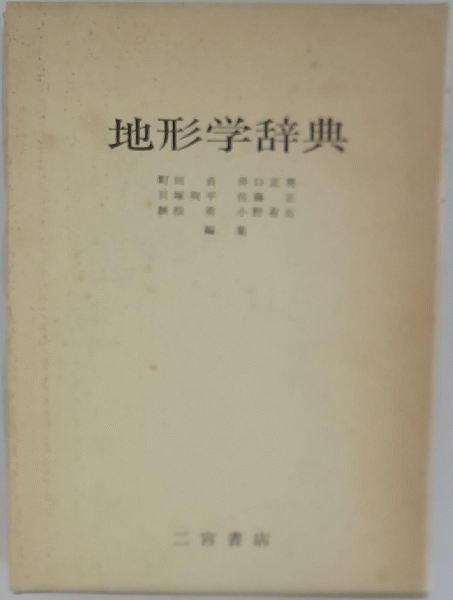 地形学辞典
町田 貞 井口正男
貝塚爽平 佐藤 正
榧根 勇 小野有五
編集
二宮書店